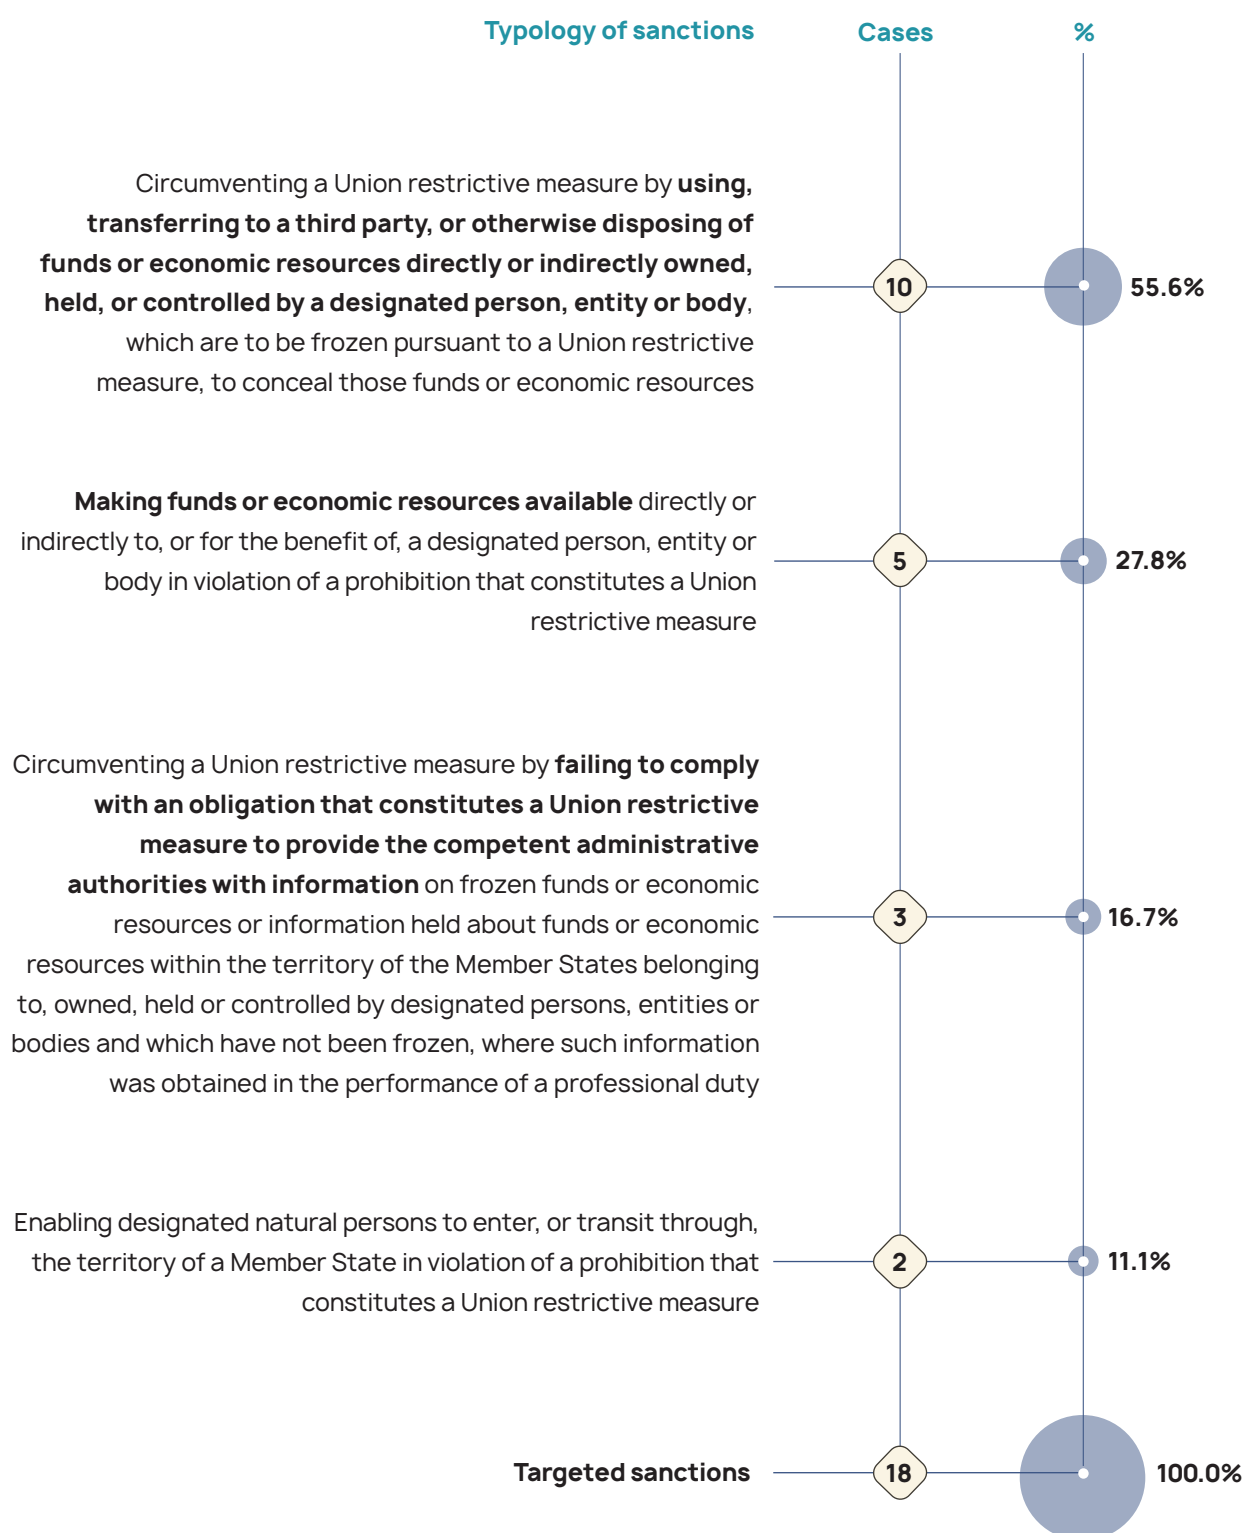 Typology of sanctions Cases %
Circumventing a Union restrictive measure by using,
transferring to a third party, or otherwise disposing of
funds or economic resources directly or indirectly owned,
held, or controlled by a designated person, entity or body,
which are to be frozen pursuant to a Union restrictive
measure, to conceal those funds or economic resources
10 55.6%
Making funds or economic resources available directly or
indirectly to, or for the benefit of, a designated person, entity or
body in violation of a prohibition that constitutes a Union
restrictive measure
5 27.8%
Circumventing a Union restrictive measure by failing to comply
with an obligation that constitutes a Union restrictive
measure to provide the competent administrative
authorities with information on frozen funds or economic
resources or information held about funds or economic
resources within the territory of the Member States belonging
to, owned, held or controlled by designated persons, entities or
bodies and which have not been frozen, where such information
was obtained in the performance of a professional duty
3 16.7%
Enabling designated natural persons to enter, or transit through,
the territory of a Member State in violation of a prohibition that
constitutes a Union restrictive measure
2 11.1%
Targeted sanctions 18 100.0%